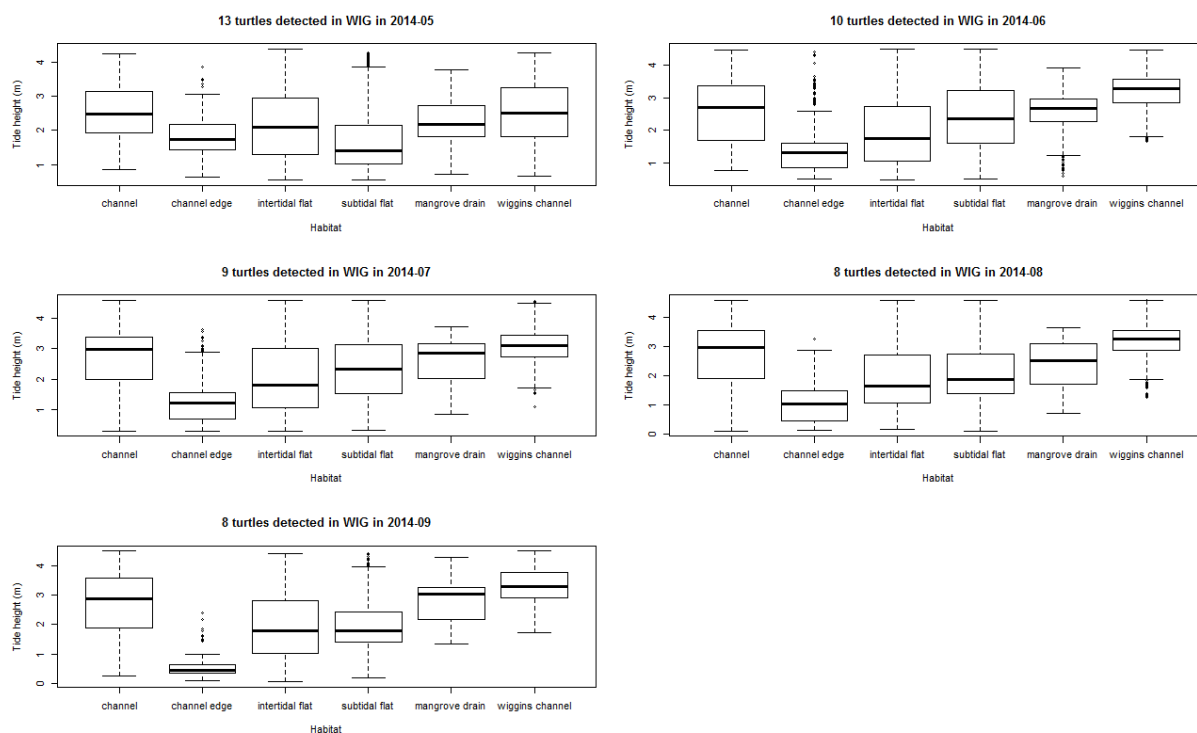 13 turtles detected in WIG in 2014-05
Tide height (m)
4
3
2
1
channel channel edge intertidal flat subtidal flat mangrove drain wiggins channel
Habitat
10 turtles detected in WIG in 2014-06
Tide height (m)
4
3
2
1
channel channel edge intertidal flat subtidal flat mangrove drain wiggins channel
Habitat
9 turtles detected in WIG in 2014-07
Tide height (m)
4
3
2
1
channel channel edge intertidal flat subtidal flat mangrove drain wiggins channel
Habitat
8 turtles detected in WIG in 2014-08
Tide height (m)
4
3
2
1
0
channel channel edge intertidal flat subtidal flat mangrove drain wiggins channel
Habitat
8 turtles detected in WIG in 2014-09
Tide height (m)
4
3
2
1
0
channel channel edge intertidal flat subtidal flat mangrove drain wiggins channel
Habitat